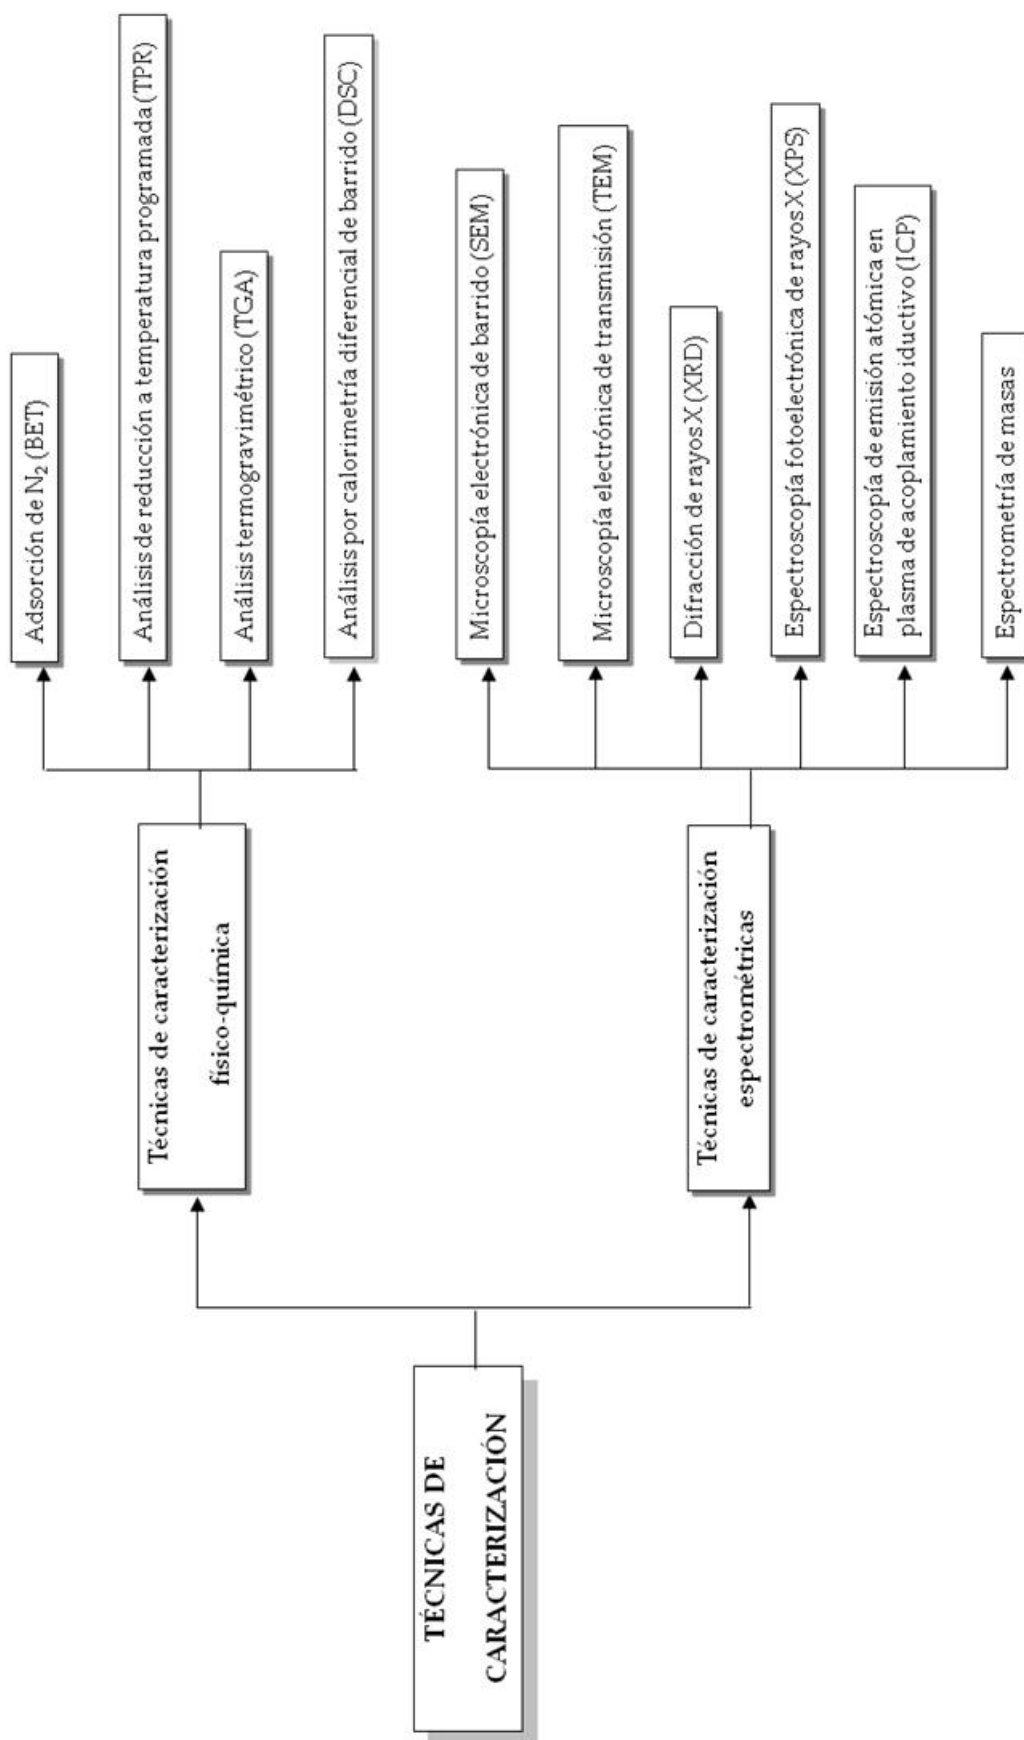 TÉCNICAS DE
CARACTERIZACIÓN
Técnicas de caracterización
físico-química
Adsorción de N₂ (BET)
Análisis de reducción a temperatura programada (TPR)
Análisis termogravimétrico (TGA)
Análisis por calorimetría diferencial de barrido (DSC)
Técnicas de caracterización
espectrométricas
Microscopía electrónica de barrido (SEM)
Microscopía electrónica de transmisión (TEM)
Difracción de rayos X (XRD)
Espectroscopía fotoelectrónica de rayos X (XPS)
Espectroscopía de emisión atómica en
plasma de acoplamiento iductivo (ICP)
Espectrometría de masas